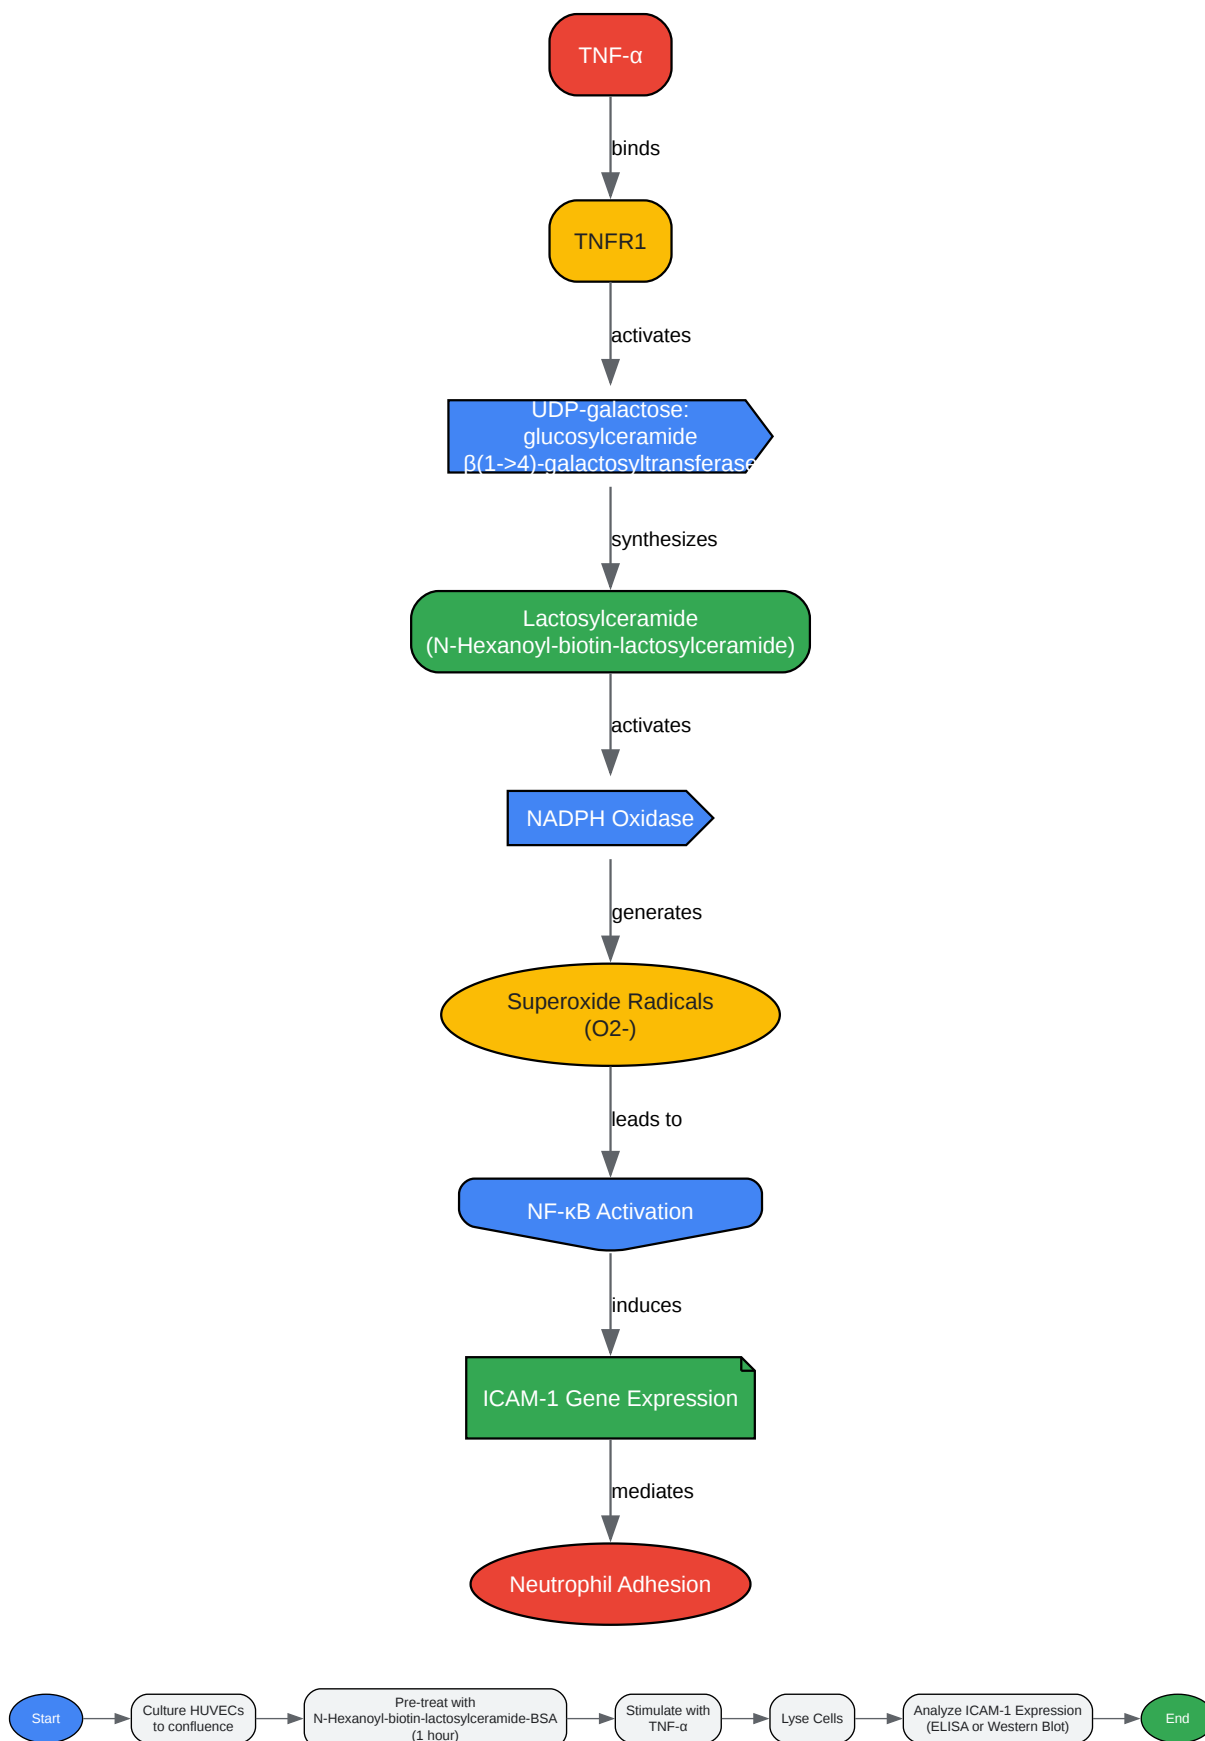 TNF-α
binds
TNFR1
activates
UDP-galactose:
glucosylceramide
β(1->4)-galactosyltransferase
synthesizes
Lactosylceramide
(N-Hexanoyl-biotin-lactosylceramide)
activates
NADPH Oxidase
generates
Superoxide Radicals
(O2-)
leads to
NF-κB Activation
induces
ICAM-1 Gene Expression
mediates
Neutrophil Adhesion
Start
Culture HUVECs
to confluence
Pre-treat with
N-Hexanoyl-biotin-lactosylceramide-BSA
(1 hour)
Stimulate with
TNF-α
Lyse Cells
Analyze ICAM-1 Expression
(ELISA or Western Blot)
End